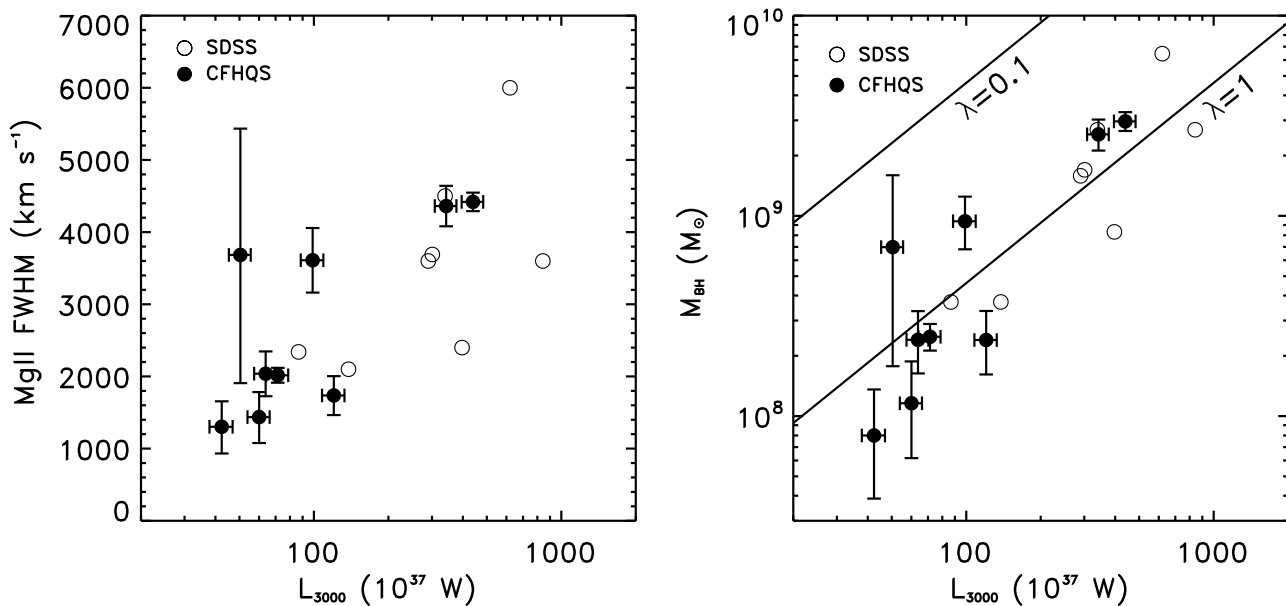 7000
6000
5000
4000
3000
2000
1000
0
MgII FWHM (km s⁻¹)
SDSS
CFHQS
100
1000
L₃₀₀₀ (10³⁷ W)
10¹⁰
10⁹
10⁸
M_BH (M_⊙)
SDSS
CFHQS
λ=0.1
λ=1
100
1000
L₃₀₀₀ (10³⁷ W)